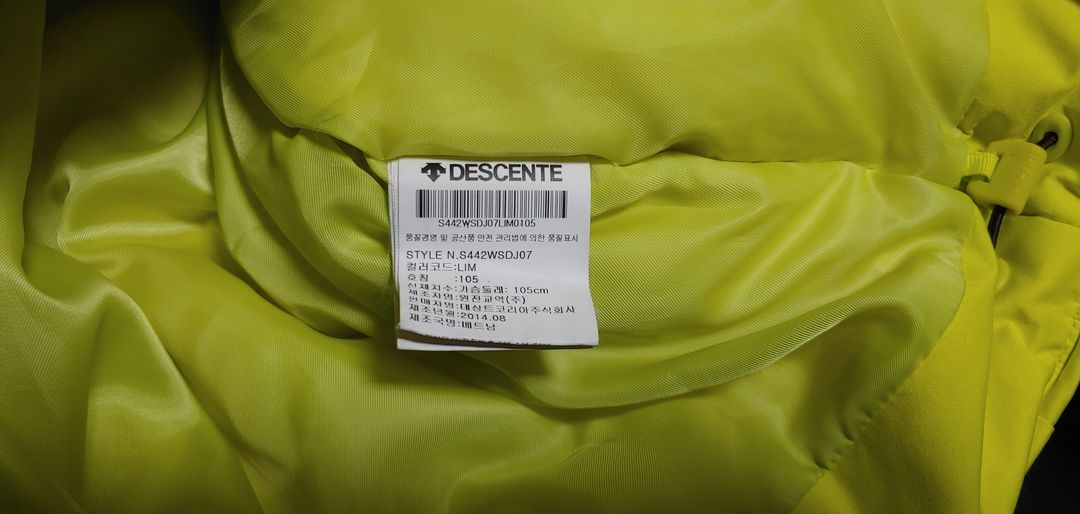 DESCENTE
S442WSDJ07LIM0105
품질경영 및 공산품 안전 관리법에 의한 품질표시
STYLE N.S442WSDJ07
컬러코드:LIM
호칭 :105
신체치수:가슴둘레: 105cm
제조자명:원전교역(주)
판매자명:데상트코리아주식회사
제조년월:2014.08
제조국명:베트남